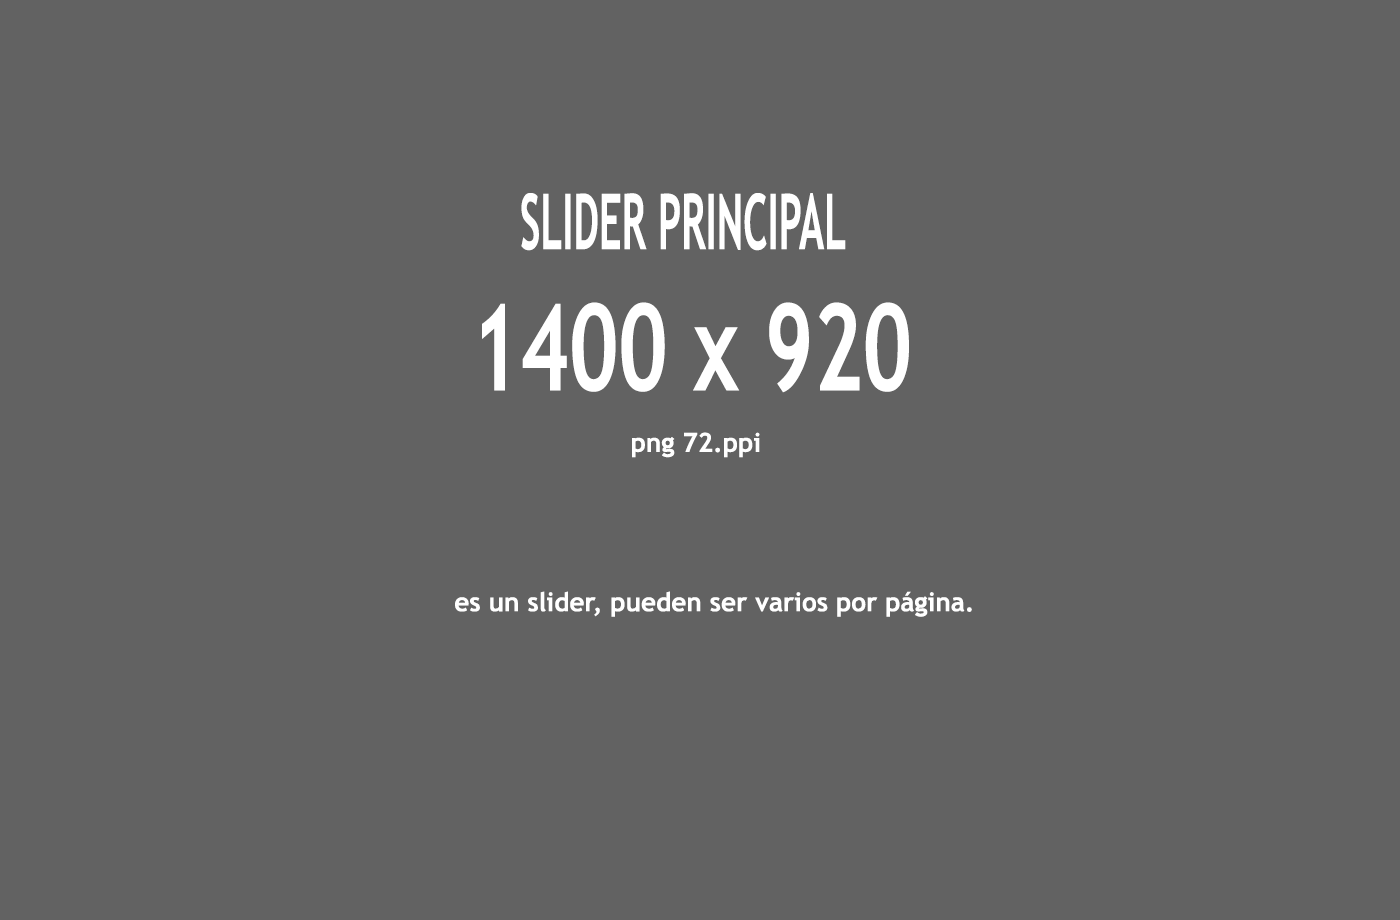 SLIDER PRINCIPAL
1400 x 920
png 72.ppi
es un slider, pueden ser varios por página.